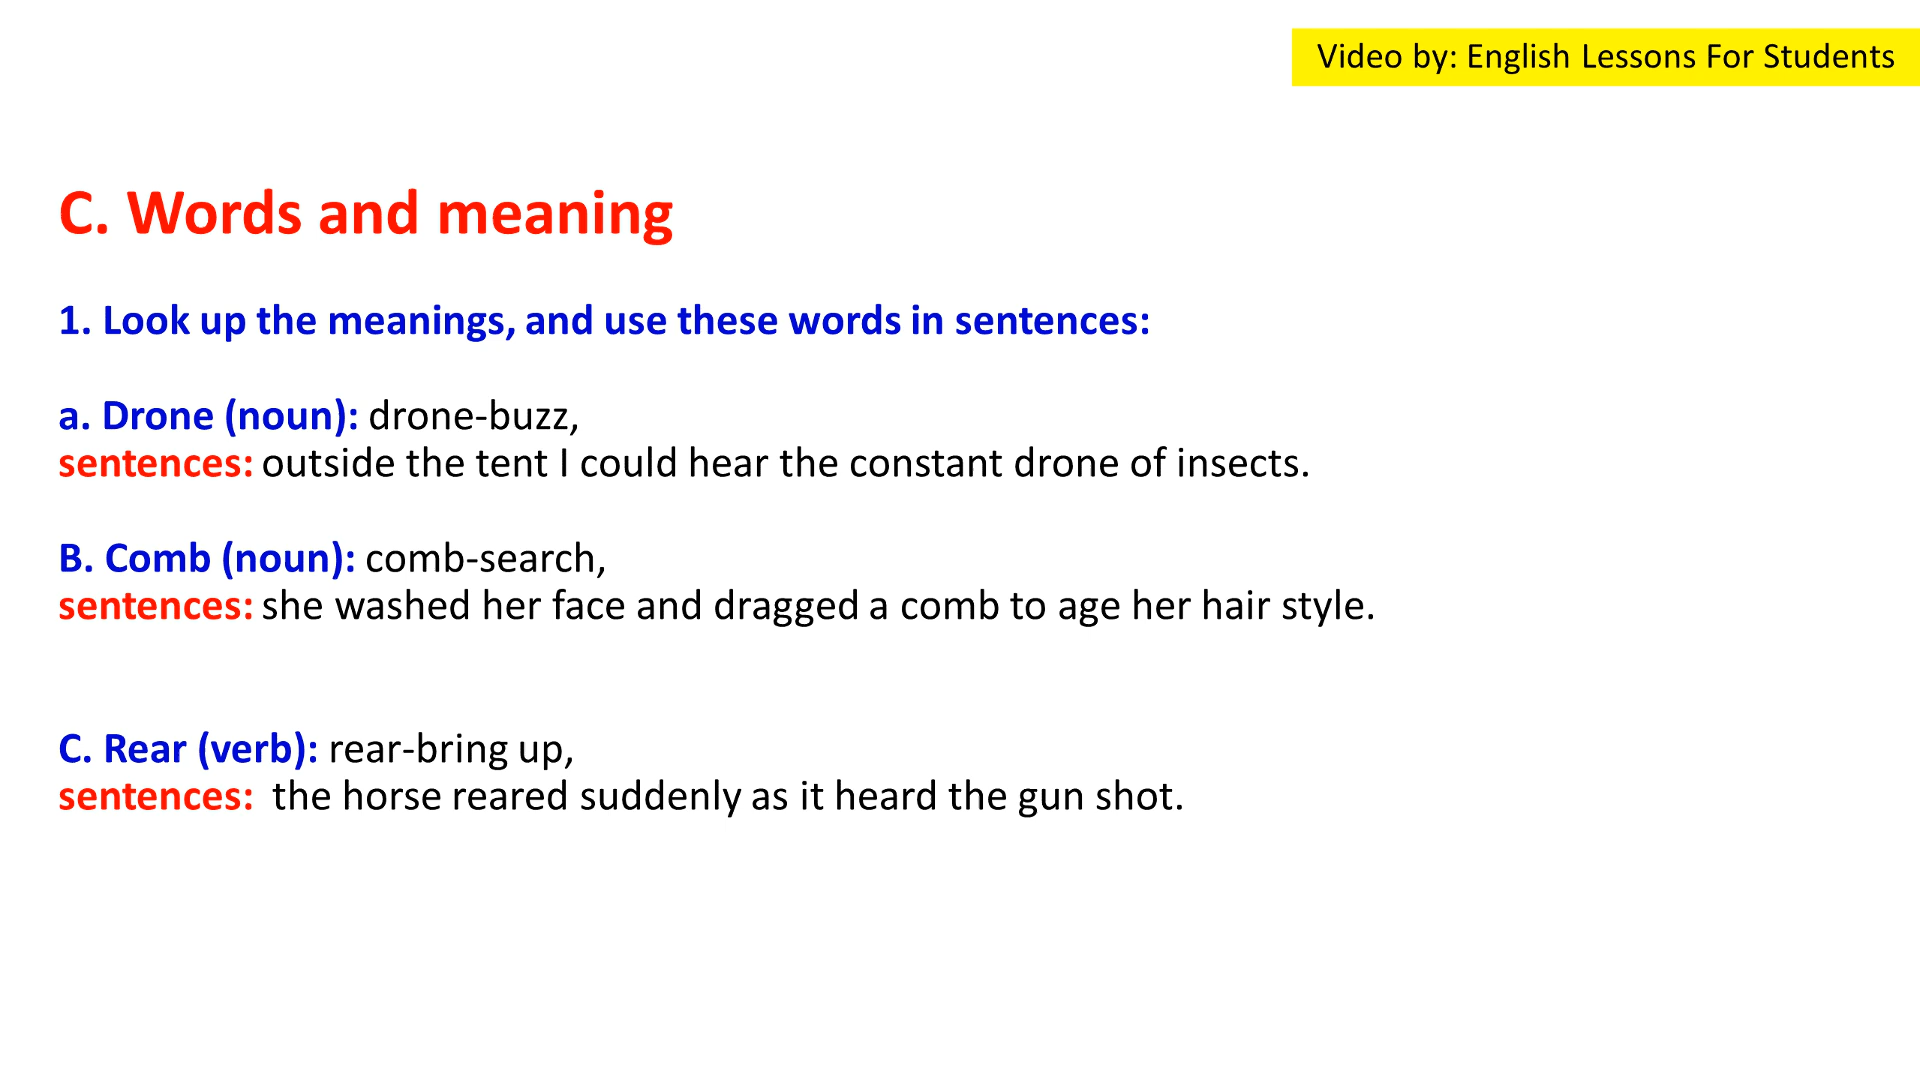 Video by: English Lessons For Students
C. Words and meaning
1. Look up the meanings, and use these words in sentences:
a. Drone (noun): drone-buzz,
sentences: outside the tent I could hear the constant drone of insects.
B. Comb (noun): comb-search,
sentences: she washed her face and dragged a comb to age her hair style.
C. Rear (verb): rear-bring up,
sentences: the horse reared suddenly as it heard the gun shot.